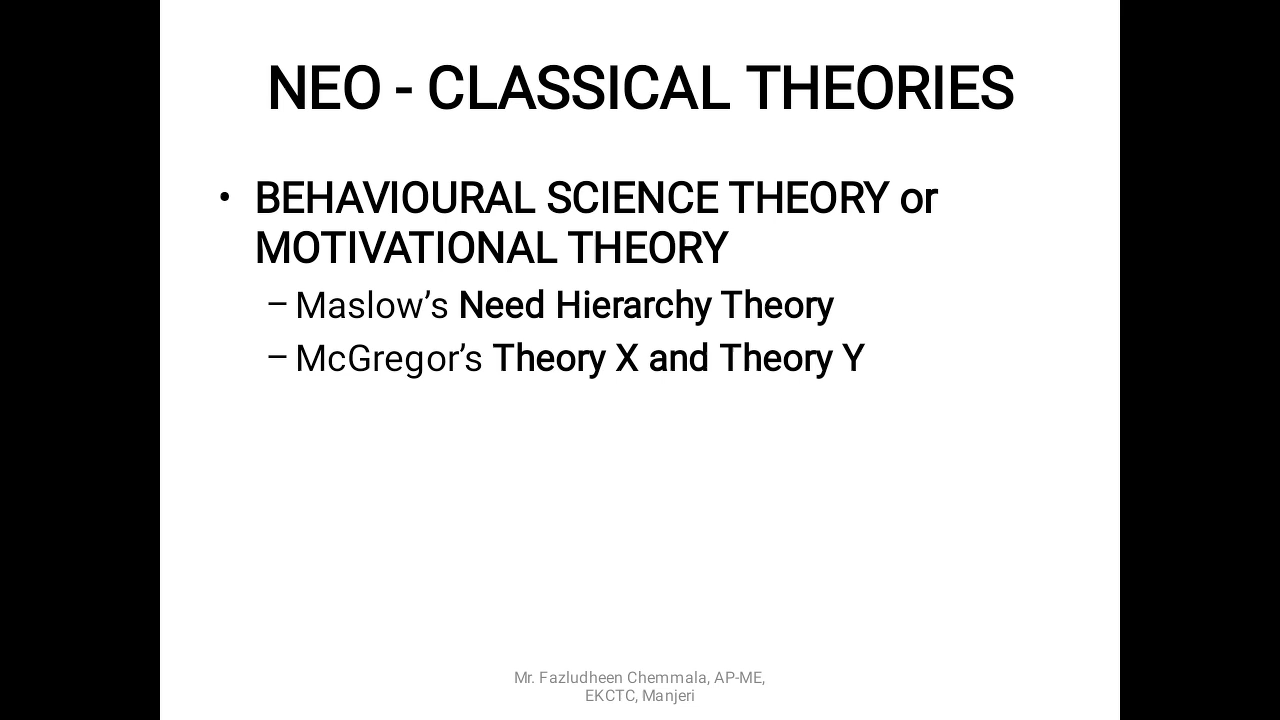 NEO - CLASSICAL THEORIES
• BEHAVIOURAL SCIENCE THEORY or
MOTIVATIONAL THEORY
– Maslow’s Need Hierarchy Theory
– McGregor’s Theory X and Theory Y
Mr. Fazludheen Chemmala, AP-ME,
EKCTC, Manjeri